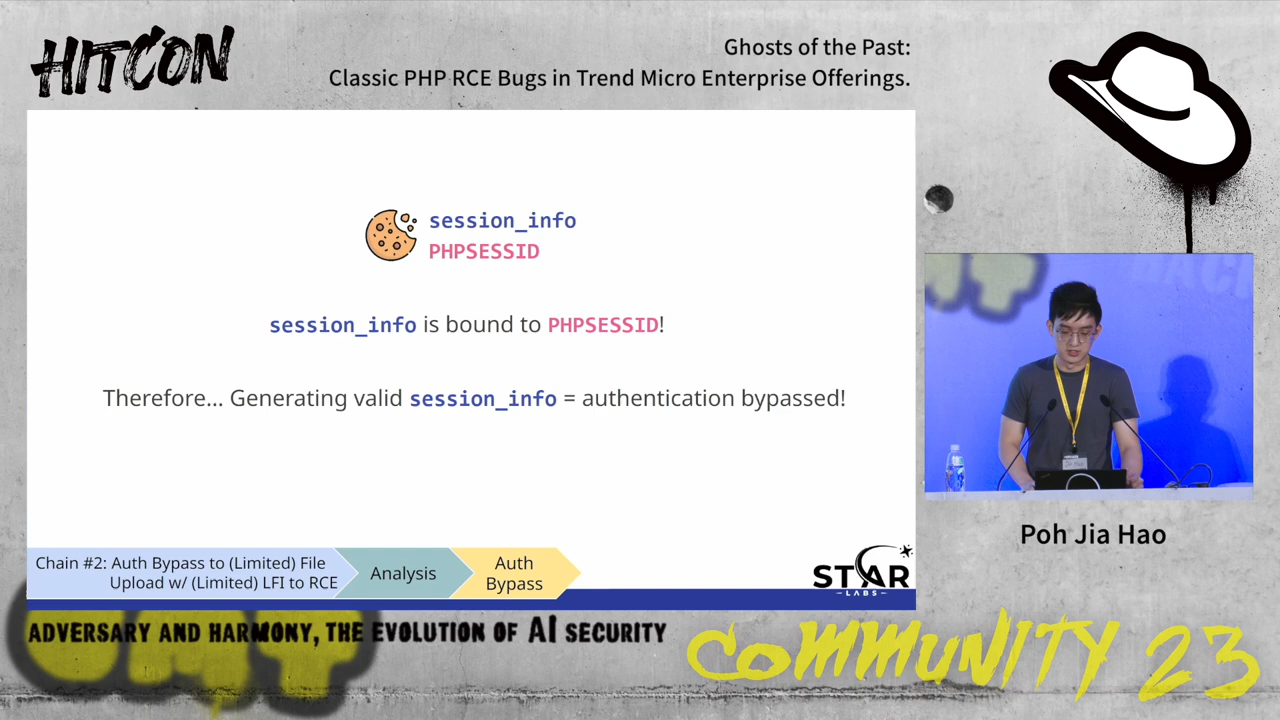 HITCON
Ghosts of the Past:
Classic PHP RCE Bugs in Trend Micro Enterprise Offerings.
session_info
PHPSESSID
session_info is bound to PHPSESSID!
Therefore... Generating valid session_info = authentication bypassed!
Poh Jia Hao
Chain #2: Auth Bypass to (Limited) File
Upload w/ (Limited) LFI to RCE
Analysis
Auth
Bypass
STAR
LABS
ADVERSARY AND HARMONY, THE EVOLUTION OF AI SECURITY
COMMUNITY 23